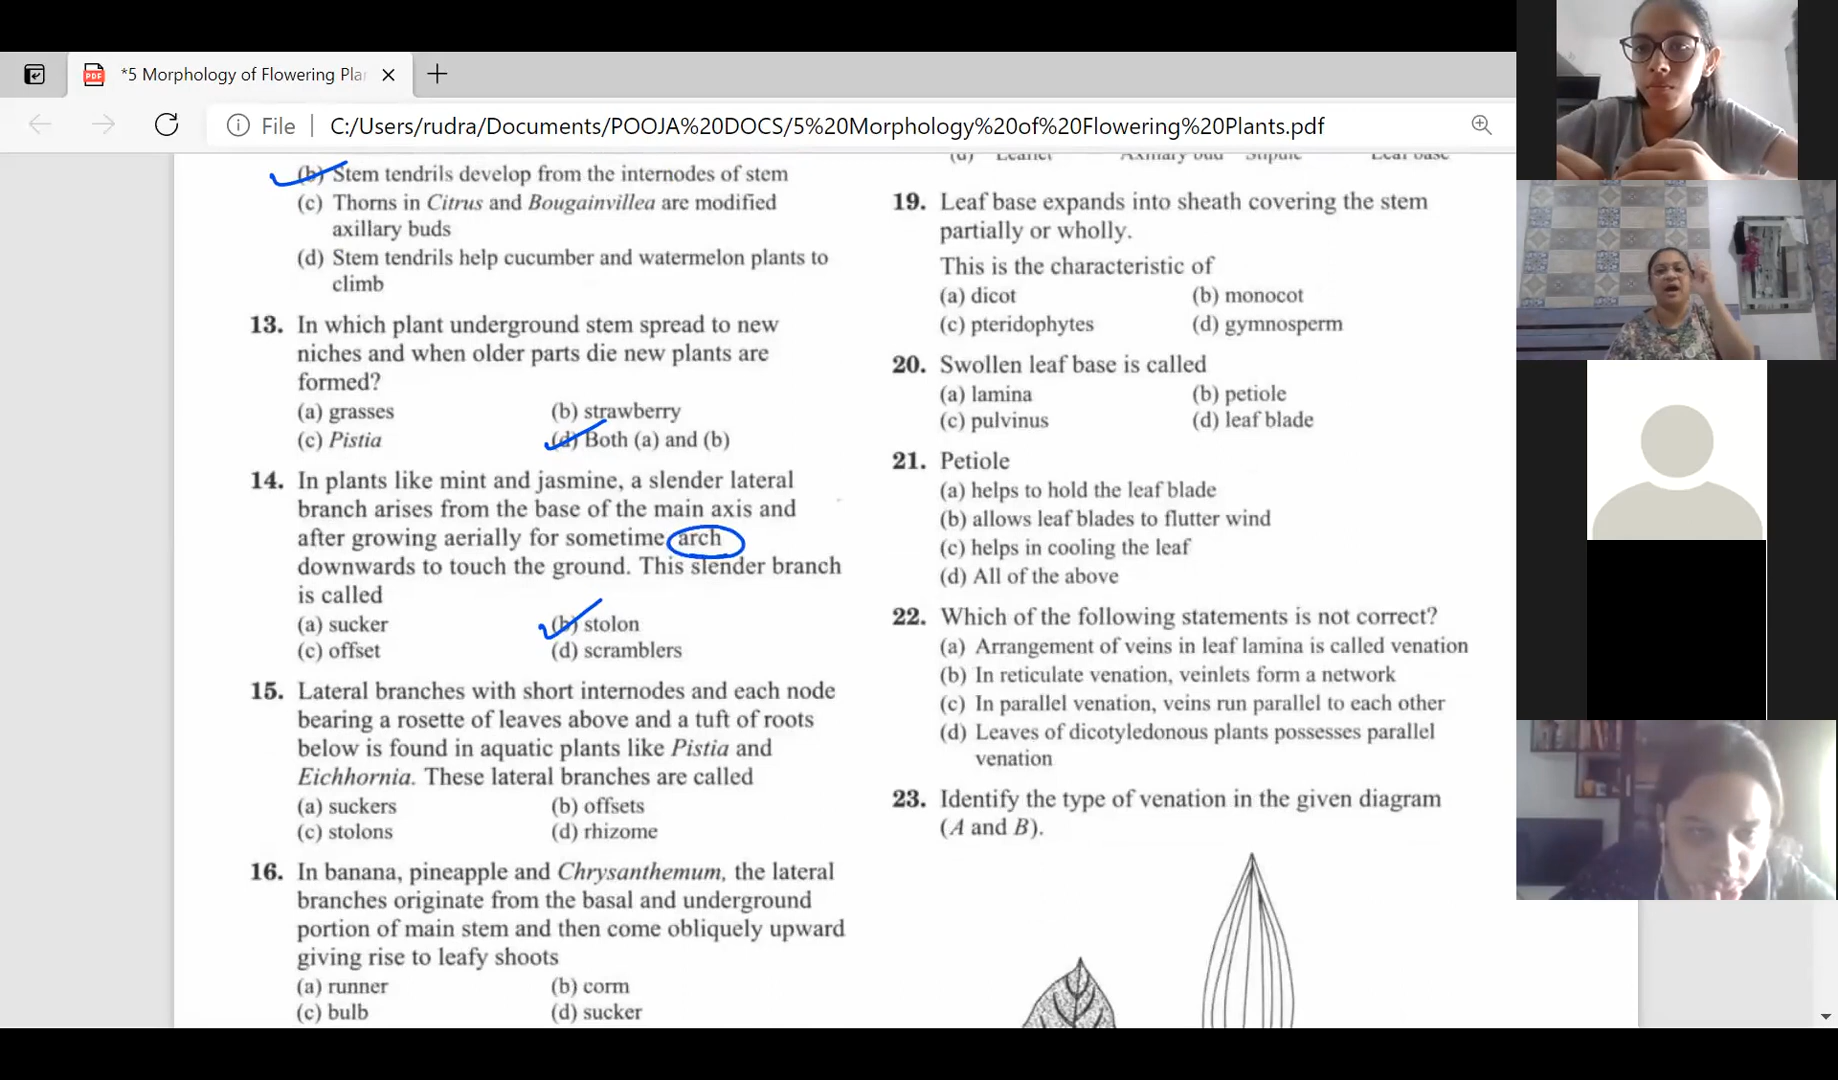 *5 Morphology of Flowering Pla
File
C:/Users/rudra/Documents/POOJA%20DOCS/5%20Morphology%20of%20Flowering%20Plants.pdf
(b) Stem tendrils develop from the internodes of stem
(c) Thorns in Citrus and Bougainvillea are modified
axillary buds
(d) Stem tendrils help cucumber and watermelon plants to
climb
13. In which plant underground stem spread to new
niches and when older parts die new plants are
formed?
(a) grasses (b) strawberry
(c) Pistia (d) Both (a) and (b)
14. In plants like mint and jasmine, a slender lateral
branch arises from the base of the main axis and
after growing aerially for sometime arch
downwards to touch the ground. This slender branch
is called
(a) sucker (b) stolon
(c) offset (d) scramblers
15. Lateral branches with short internodes and each node
bearing a rosette of leaves above and a tuft of roots
below is found in aquatic plants like Pistia and
Eichhornia. These lateral branches are called
(a) suckers (b) offsets
(c) stolons (d) rhizome
16. In banana, pineapple and Chrysanthemum, the lateral
branches originate from the basal and underground
portion of main stem and then come obliquely upward
giving rise to leafy shoots
(a) runner (b) corm
(c) bulb (d) sucker
(d) Leaflet Axillary bud Stipule Leaf base
19. Leaf base expands into sheath covering the stem
partially or wholly.
This is the characteristic of
(a) dicot (b) monocot
(c) pteridophytes (d) gymnosperm
20. Swollen leaf base is called
(a) lamina (b) petiole
(c) pulvinus (d) leaf blade
21. Petiole
(a) helps to hold the leaf blade
(b) allows leaf blades to flutter wind
(c) helps in cooling the leaf
(d) All of the above
22. Which of the following statements is not correct?
(a) Arrangement of veins in leaf lamina is called venation
(b) In reticulate venation, veinlets form a network
(c) In parallel venation, veins run parallel to each other
(d) Leaves of dicotyledonous plants possesses parallel
venation
23. Identify the type of venation in the given diagram
(A and B).